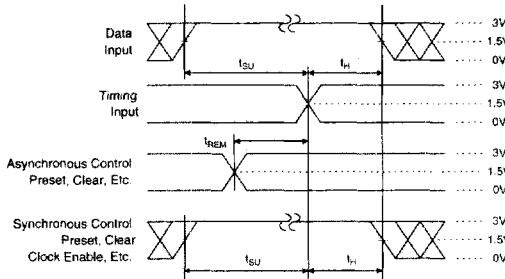 Data
Input
3V
1.5V
0V
tSU
tH
Timing
Input
3V
1.5V
0V
tREM
Asynchronous Control
Preset, Clear, Etc.
3V
1.5V
0V
Synchronous Control
Preset, Clear
Clock Enable, Etc.
3V
1.5V
0V
tSU
tH